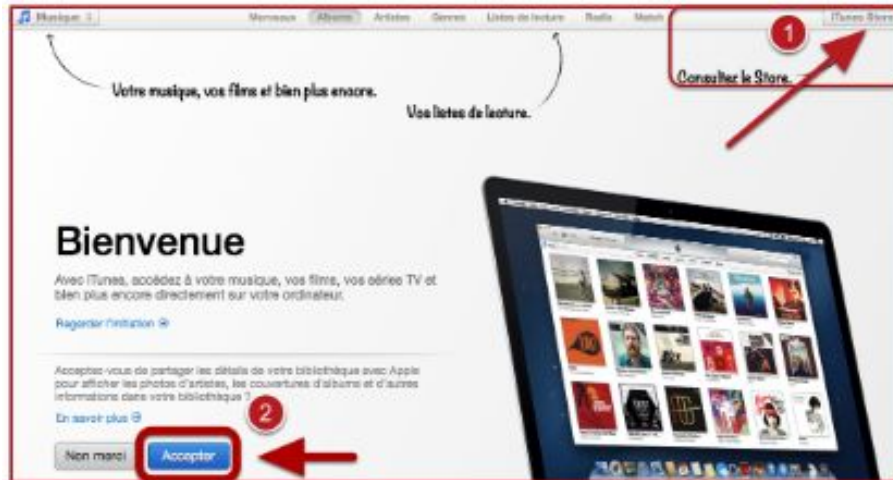 Musique
Morceaux Albums Artistes Genres Listes de lecture Radio Match
iTunes Store
1
Consultez le Store.
Votre musique, vos films et bien plus encore.
Vos listes de lecture.
Bienvenue
Avec iTunes, accédez à votre musique, vos films, vos séries TV et
bien plus encore directement sur votre ordinateur.
Regarder l'initiation
Acceptez-vous de partager les détails de votre bibliothèque avec Apple
pour afficher les photos d'artistes, les couvertures d'albums et d'autres
informations dans votre bibliothèque ?
En savoir plus
2
Non merci
Accepter